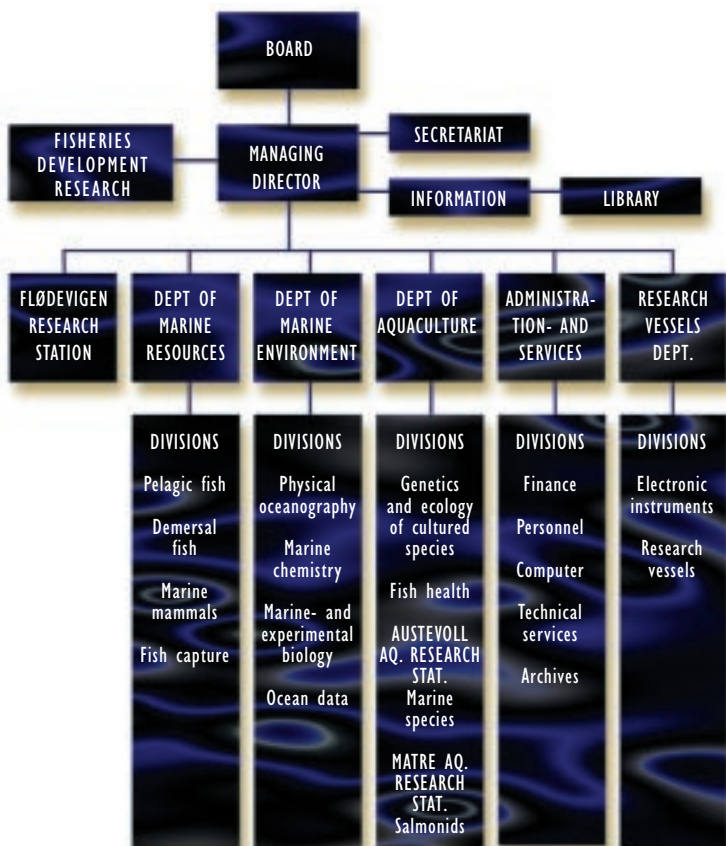 BOARD
FISHERIES
DEVELOPMENT
RESEARCH
MANAGING
DIRECTOR
SECRETARIAT
INFORMATION
LIBRARY
FLØDEVIGEN
RESEARCH
STATION
DEPT OF
MARINE
RESOURCES
DEPT OF
MARINE
ENVIRONMENT
DEPT OF
AQUACULTURE
ADMINISTRA-
TION- AND
SERVICES
RESEARCH
VESSELS
DEPT.
DIVISIONS
Pelagic fish
Demersal
fish
Marine
mammals
Fish capture
DIVISIONS
Physical
oceanography
Marine
chemistry
Marine- and
experimental
biology
Ocean data
DIVISIONS
Genetics
and ecology
of cultured
species
Fish health
AUSTEVOLL
AQ. RESEARCH
STAT.
Marine
species
MATRE AQ.
RESEARCH
STAT.
Salmonids
DIVISIONS
Finance
Personnel
Computer
Technical
services
Archives
DIVISIONS
Electronic
instruments
Research
vessels